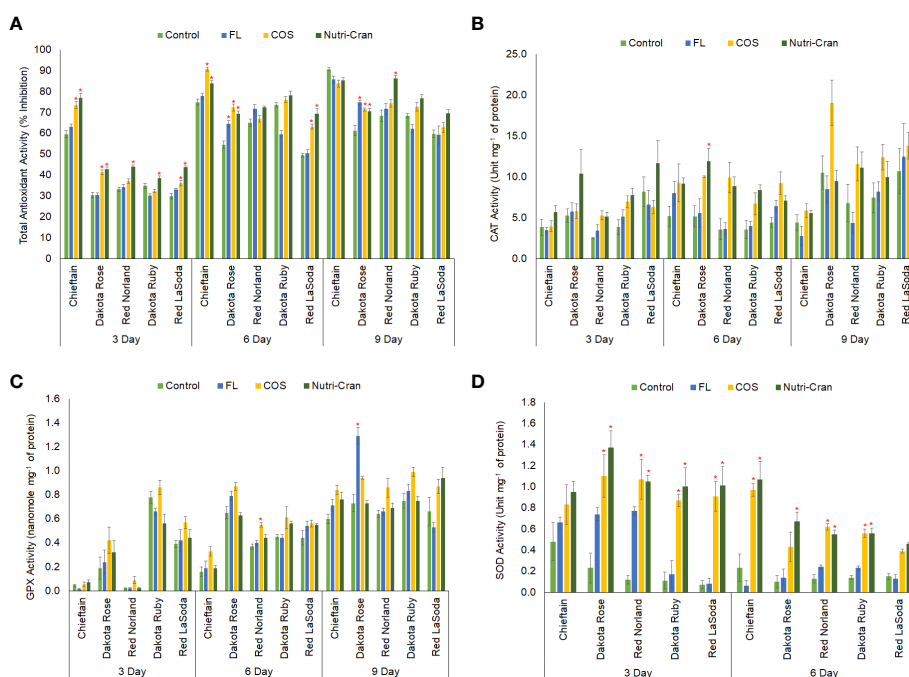 A
Control FL COS Nutri-Cran
Total Antioxidant Activity (% inhibition)
100
90
80
70
60
50
40
30
20
10
0
Chieftain
Dakota Rose
Red Norland
Dakota Ruby
Red LaSoda
Chieftain
Dakota Rose
Red Norland
Dakota Ruby
Red LaSoda
Chieftain
Dakota Rose
Red Norland
Dakota Ruby
Red LaSoda
3 Day 6 Day 9 Day
B
Control FL COS Nutri-Cran
CAT Activity (Unit mg⁻¹ of protein)
25.0
20.0
15.0
10.0
5.0
0.0
Chieftain
Dakota Rose
Red Norland
Dakota Ruby
Red LaSoda
Chieftain
Dakota Rose
Red Norland
Dakota Ruby
Red LaSoda
Chieftain
Dakota Rose
Red Norland
Dakota Ruby
Red LaSoda
3 Day 6 Day 9 Day
C
Control FL COS Nutri-Cran
GPX Activity (nanomole mg⁻¹ of protein)
1.6
1.4
1.2
1.0
0.8
0.6
0.4
0.2
0.0
Chieftain
Dakota Rose
Red Norland
Dakota Ruby
Red LaSoda
Chieftain
Dakota Rose
Red Norland
Dakota Ruby
Red LaSoda
Chieftain
Dakota Rose
Red Norland
Dakota Ruby
Red LaSoda
3 Day 6 Day 9 Day
D
Control FL COS Nutri-Cran
SOD Activity (Unit mg⁻¹ of protein)
1.8
1.6
1.4
1.2
1.0
0.8
0.6
0.4
0.2
0.0
Chieftain
Dakota Rose
Red Norland
Dakota Ruby
Red LaSoda
Chieftain
Dakota Rose
Red Norland
Dakota Ruby
Red LaSoda
3 Day 6 Day